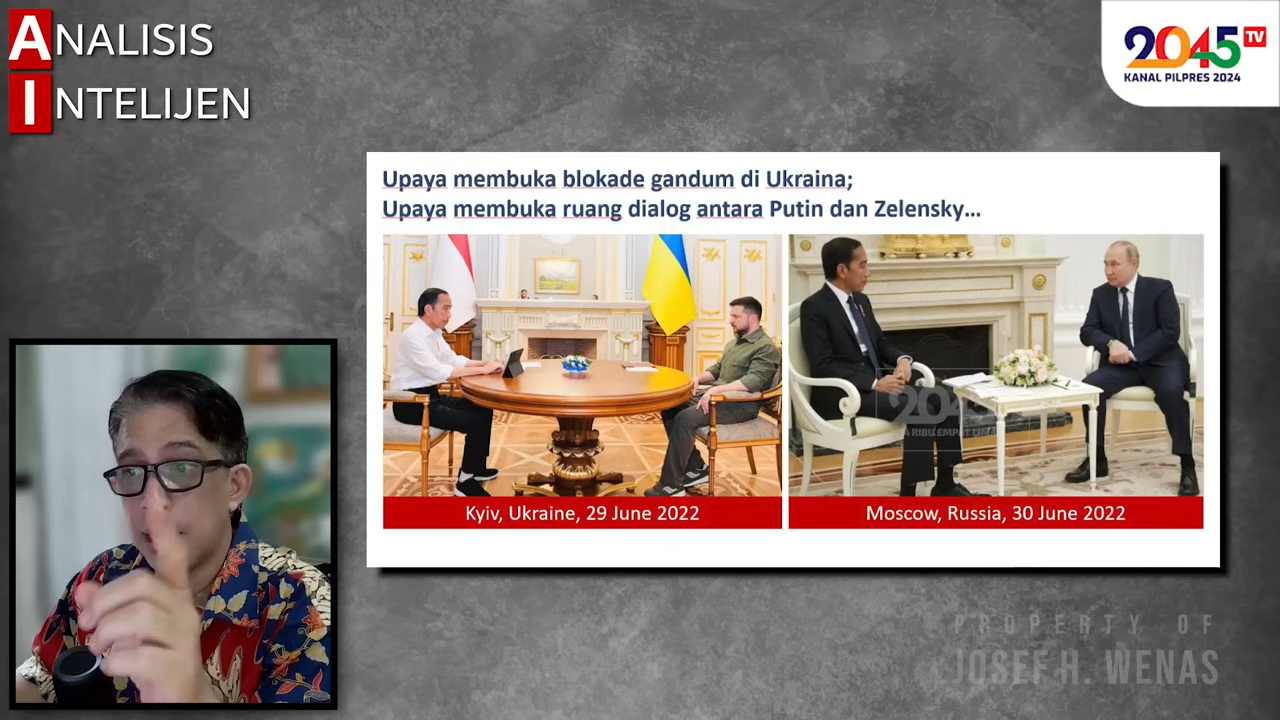 ANALISIS
INTELIJEN
2045 TV
KANAL PILPRES 2024
Upaya membuka blokade gandum di Ukraina;
Upaya membuka ruang dialog antara Putin dan Zelensky...
Kyiv, Ukraine, 29 June 2022
Moscow, Russia, 30 June 2022
PROPERTY OF
JOSEF H. WENAS